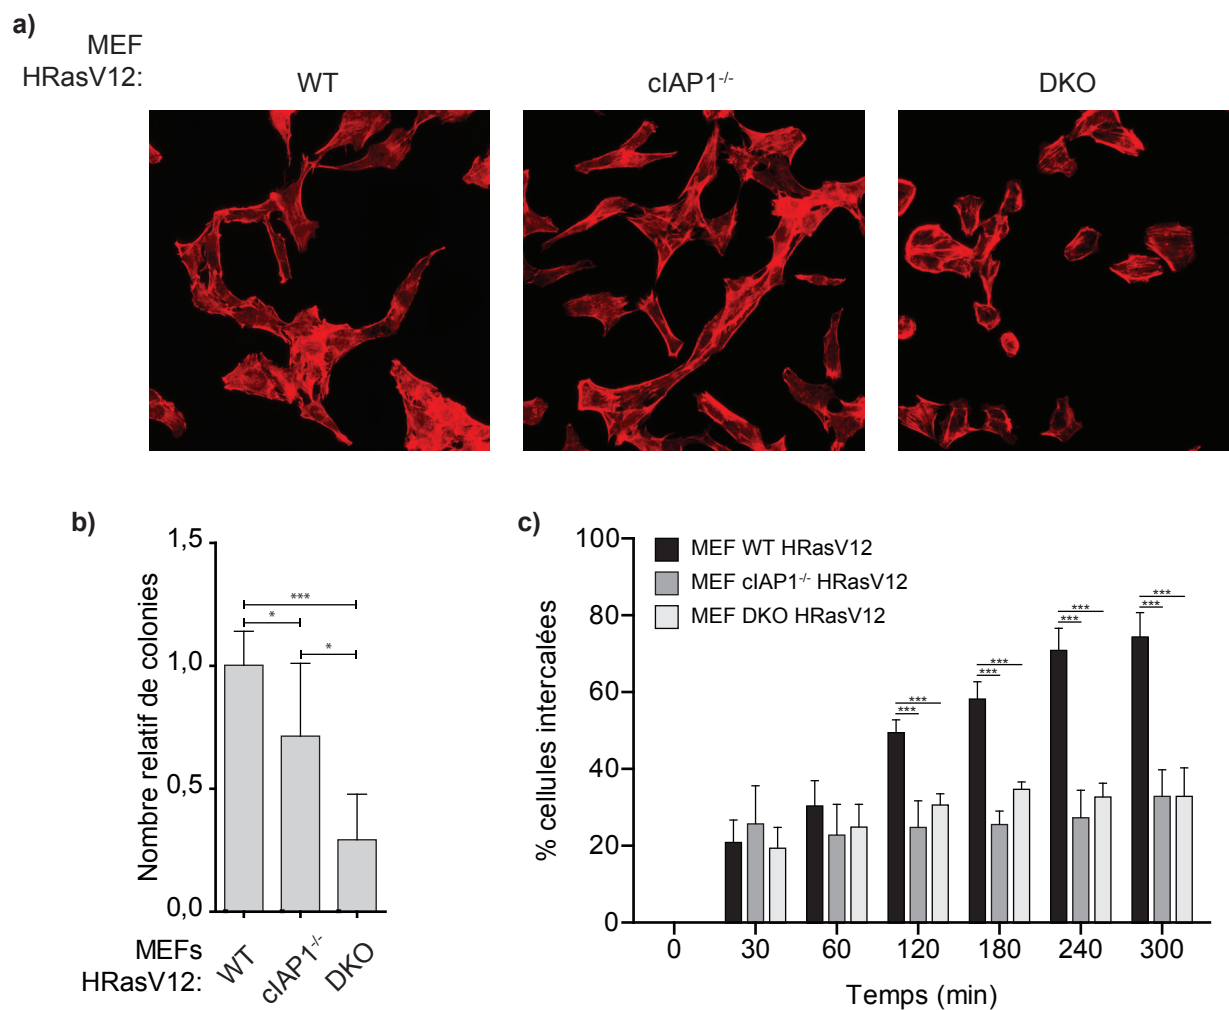 a)
MEF
HRasV12:
WT
cIAP1-/-
DKO
b)
1,5
1,0
0,5
0,0
Nombre relatif de colonies
***
*
*
MEFs
HRasV12:
WT
cIAP1-/-
DKO
c)
100
80
60
40
20
0
% cellules intercalées
MEF WT HRasV12
MEF cIAP1-/- HRasV12
MEF DKO HRasV12
***
***
***
***
***
***
***
***
0 30 60 120 180 240 300
Temps (min)